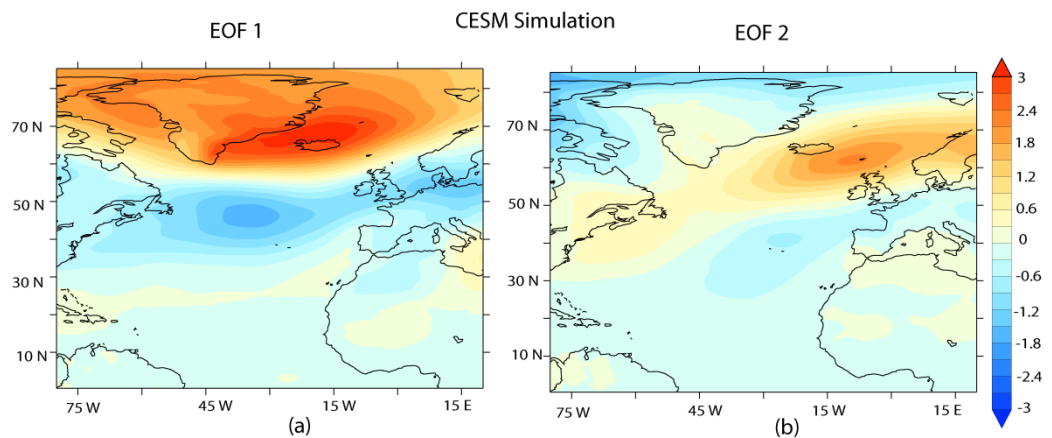 CESM Simulation
EOF 1
EOF 2
70 N
50 N
30 N
10 N
75 W
45 W
15 W
15 E
(a)
70 N
50 N
30 N
10 N
75 W
45 W
15 W
15 E
(b)
3
2.4
1.8
1.2
0.6
0
-0.6
-1.2
-1.8
-2.4
-3